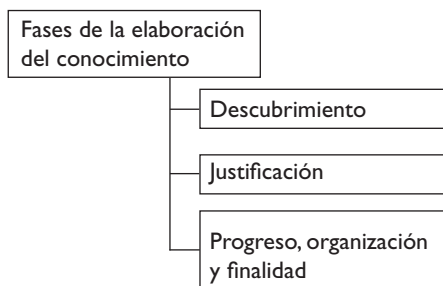 Fases de la elaboración
del conocimiento
Descubrimiento
Justificación
Progreso, organización
y finalidad